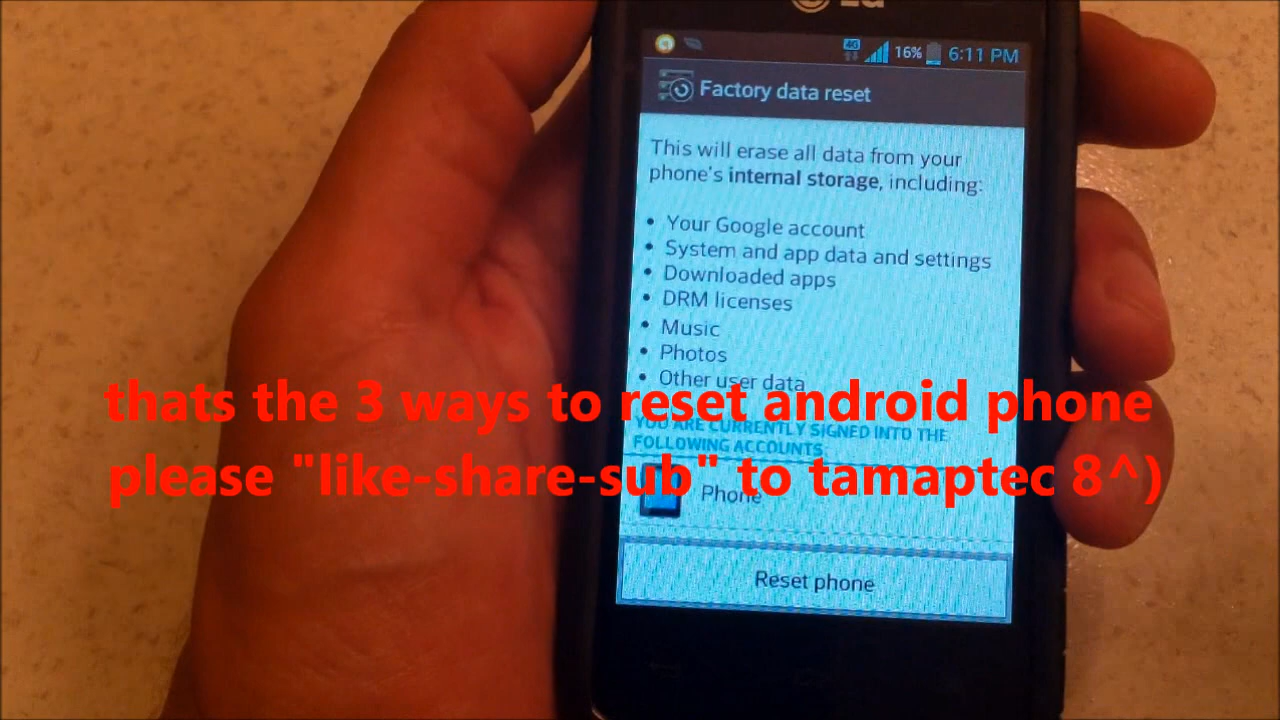 LG
4G 16% 6:11 PM
Factory data reset
This will erase all data from your
phone's internal storage, including:
• Your Google account
• System and app data and settings
• Downloaded apps
• DRM licenses
• Music
• Photos
• Other user data
thats the 3 ways to reset android phone
YOU ARE CURRENTLY SIGNED INTO THE
FOLLOWING ACCOUNTS:
please "like-share-sub" to tamaptec 8^)
Phone
Reset phone